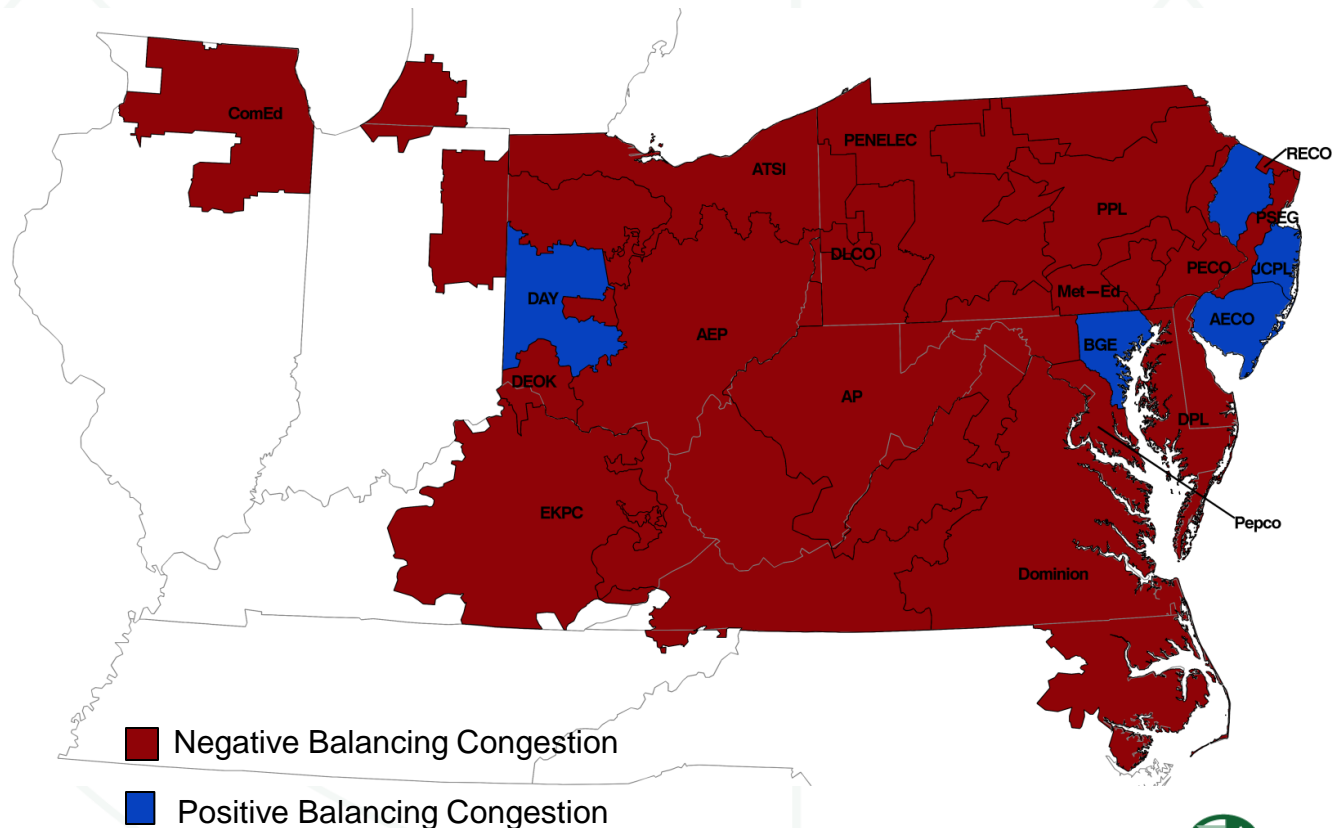 ComEd
PENELEC
RECO
ATSI
PPL
PSEG
DLCO
PECO
JCPL
Met−Ed
DAY
AECO
AEP
BGE
DEOK
AP
DPL
EKPC
Pepco
Dominion
Negative Balancing Congestion
Positive Balancing Congestion